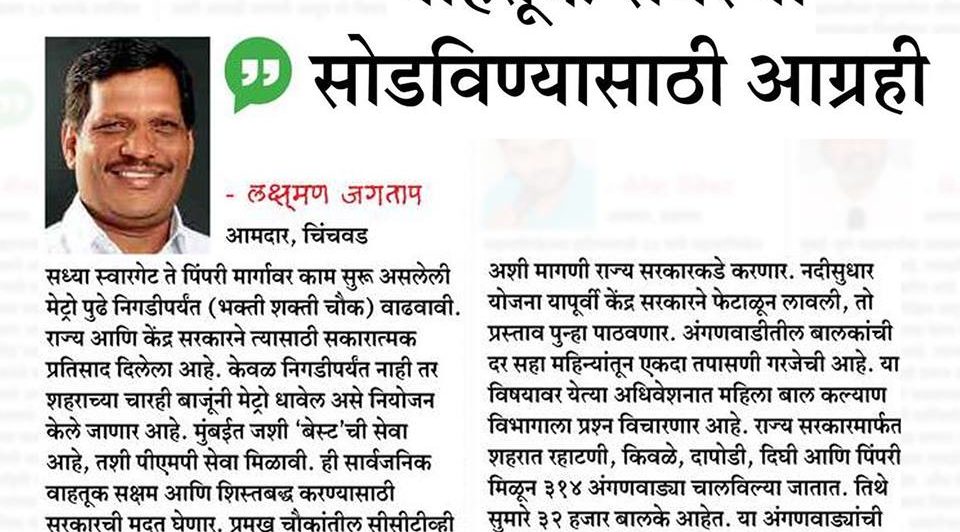 सोडविण्यासाठी आग्रही
- लक्ष्मण जगताप
आमदार, चिंचवड
सध्या स्वारगेट ते पिंपरी मार्गावर काम सुरू असलेली
मेट्रो पुढे निगडीपर्यंत (भक्ती शक्ती चौक) वाढवावी.
राज्य आणि केंद्र सरकारने त्यासाठी सकारात्मक
प्रतिसाद दिलेला आहे. केवळ निगडीपर्यंत नाही तर
शहराच्या चारही बाजूंनी मेट्रो धावेल असे नियोजन
केले जाणार आहे. मुंबईत जशी ‘बेस्ट’ची सेवा
आहे, तशी पीएमपी सेवा मिळावी. ही सार्वजनिक
वाहतूक सक्षम आणि शिस्तबद्ध करण्यासाठी
सरकारची मदत घेणार. प्रमुख चौकांतील सीसीटीव्ही
अशी मागणी राज्य सरकारकडे करणार. नदीसुधार
योजना यापूर्वी केंद्र सरकारने फेटाळून लावली, तो
प्रस्ताव पुन्हा पाठवणार. अंगणवाडीतील बालकांची
दर सहा महिन्यांतून एकदा तपासणी गरजेची आहे. या
विषयावर येत्या अधिवेशनात महिला बाल कल्याण
विभागाला प्रश्न विचारणार आहे. राज्य सरकारमार्फत
शहरात रहाटणी, किवळे, दापोडी, दिघी आणि पिंपरी
मिळून ३१४ अंगणवाड्या चालविल्या जातात. तिथे
सुमारे ३२ हजार बालके आहेत. या अंगणवाड्यांची